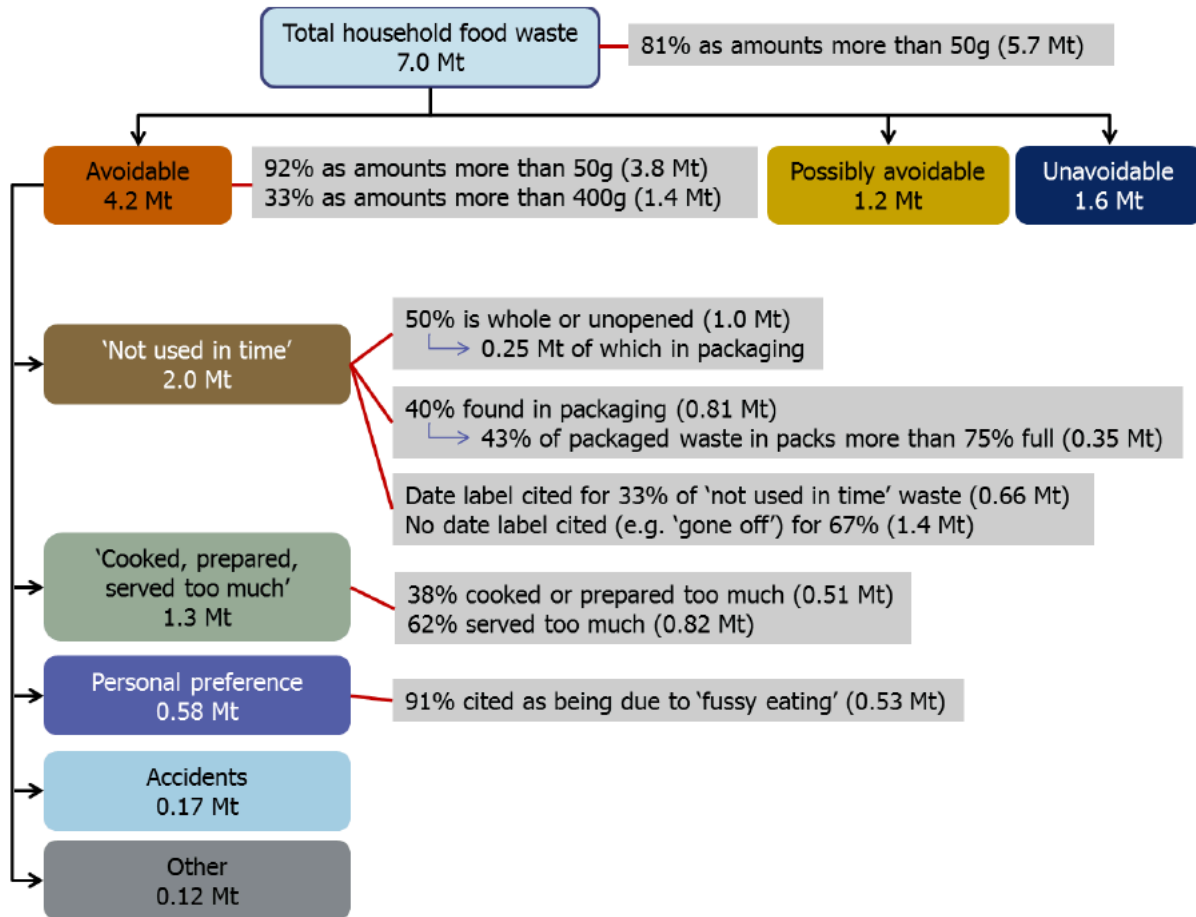 Total household food waste
7.0 Mt
81% as amounts more than 50g (5.7 Mt)
Avoidable
4.2 Mt
92% as amounts more than 50g (3.8 Mt)
33% as amounts more than 400g (1.4 Mt)
Possibly avoidable
1.2 Mt
Unavoidable
1.6 Mt
‘Not used in time’
2.0 Mt
50% is whole or unopened (1.0 Mt)
0.25 Mt of which in packaging
40% found in packaging (0.81 Mt)
43% of packaged waste in packs more than 75% full (0.35 Mt)
Date label cited for 33% of ‘not used in time’ waste (0.66 Mt)
No date label cited (e.g. ‘gone off’) for 67% (1.4 Mt)
‘Cooked, prepared,
served too much’
1.3 Mt
38% cooked or prepared too much (0.51 Mt)
62% served too much (0.82 Mt)
Personal preference
0.58 Mt
91% cited as being due to ‘fussy eating’ (0.53 Mt)
Accidents
0.17 Mt
Other
0.12 Mt